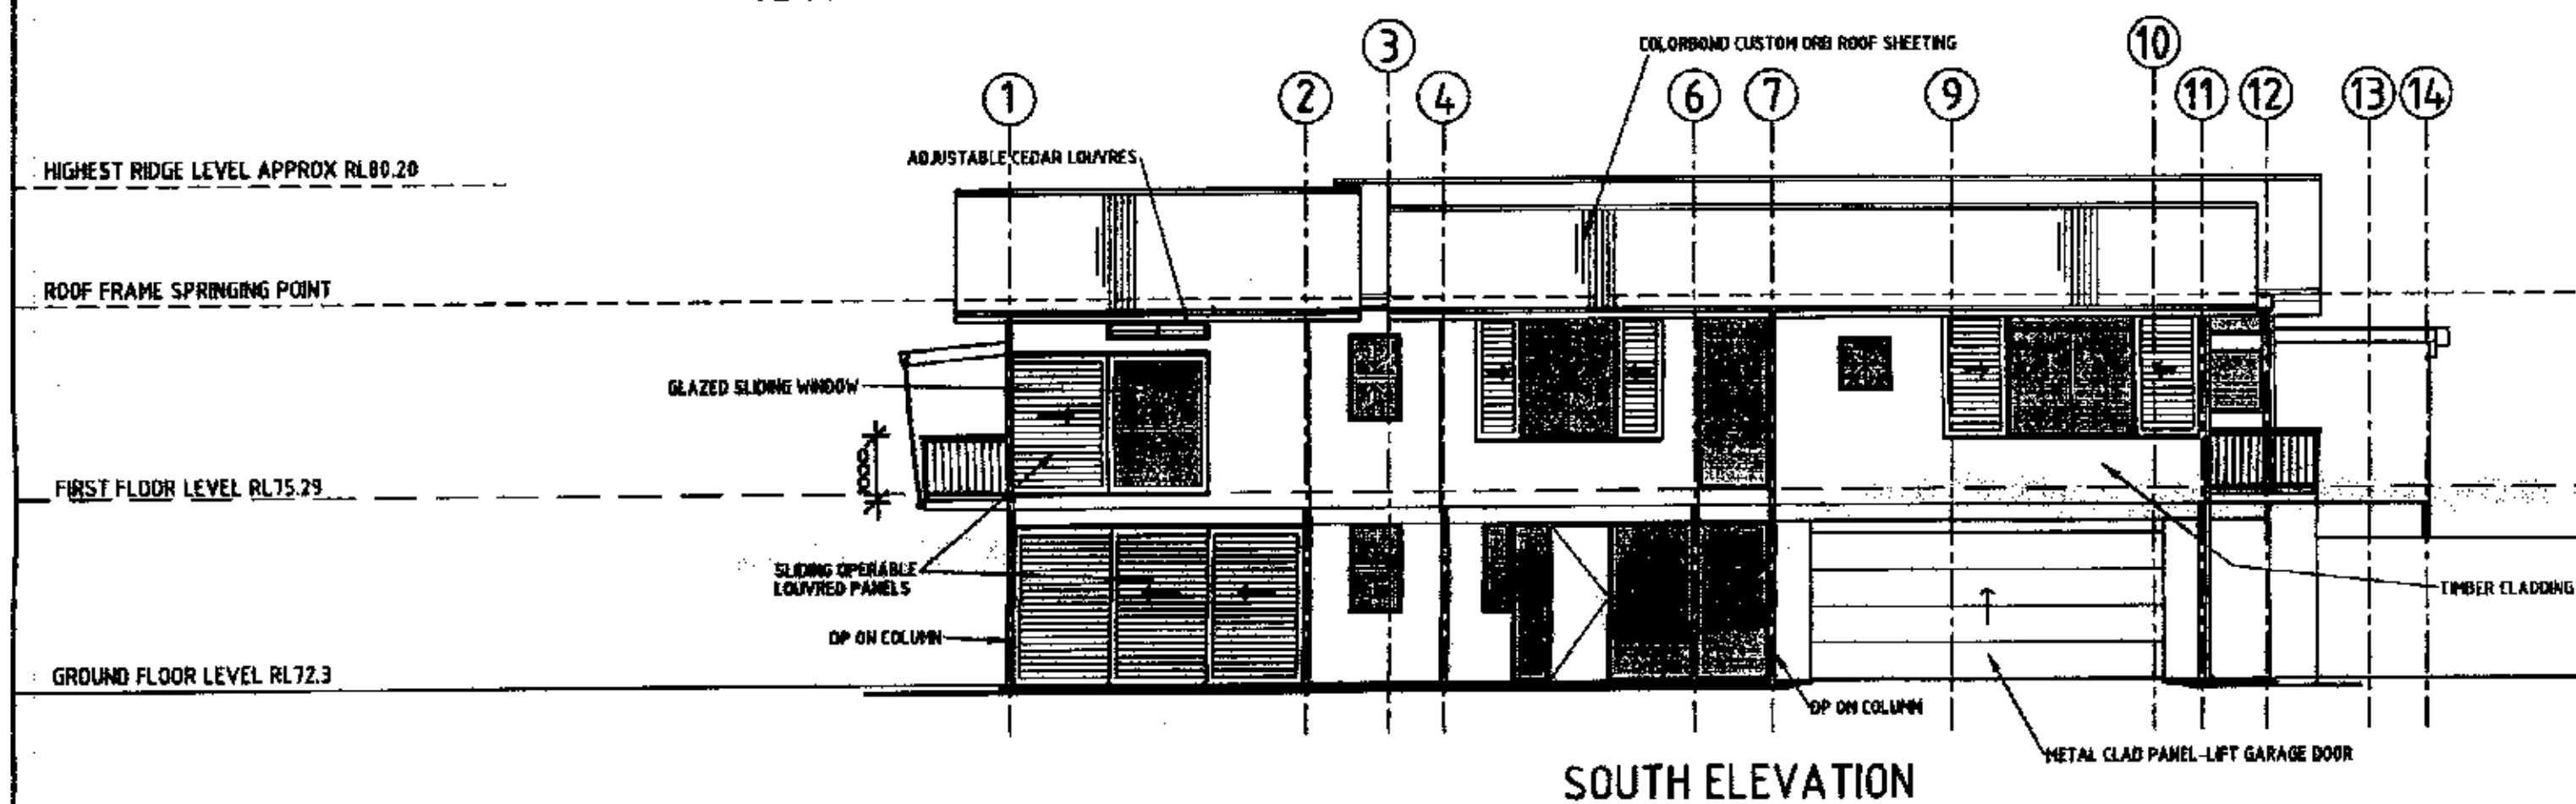 3
10
COLORBOND CUSTOM ORB ROOF SHEETING
1
2
4
6
7
9
11
12
13
14
ADJUSTABLE CEDAR LOUVRES
HIGHEST RIDGE LEVEL APPROX RL80.20
ROOF FRAME SPRINGING POINT
GLAZED SLIDING WINDOW
1000
FIRST FLOOR LEVEL RL75.29
SLIDING OPERABLE
LOUVRED PANELS
TIMBER CLADDING
DP ON COLUMN
GROUND FLOOR LEVEL RL72.3
DP ON COLUMN
METAL CLAD PANEL-LIFT GARAGE DOOR
SOUTH ELEVATION